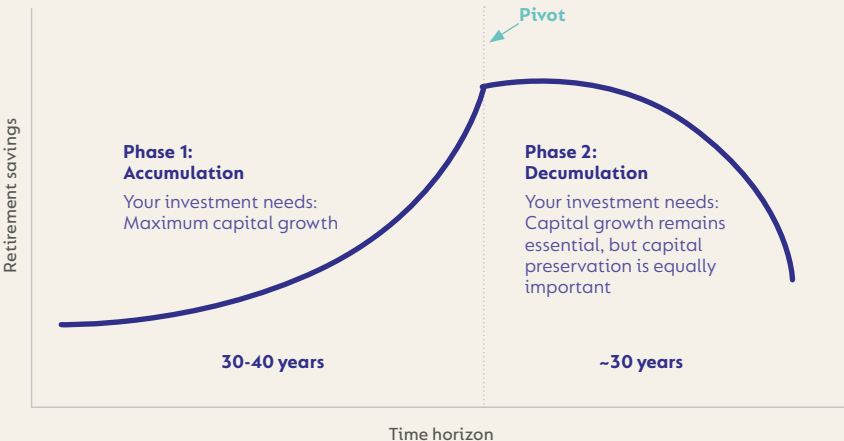 Pivot
Retirement savings
Phase 1:
Accumulation
Your investment needs:
Maximum capital growth
Phase 2:
Decumulation
Your investment needs:
Capital growth remains
essential, but capital
preservation is equally
important
30-40 years
~30 years
Time horizon